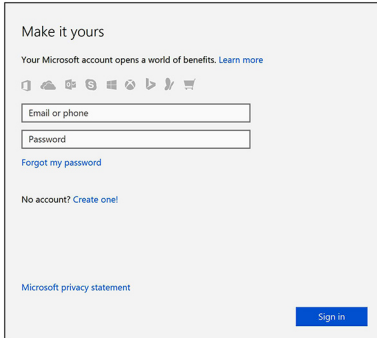 Make it yours
Your Microsoft account opens a world of benefits. Learn more
Email or phone
Password
Forgot my password
No account? Create one!
Microsoft privacy statement
Sign in